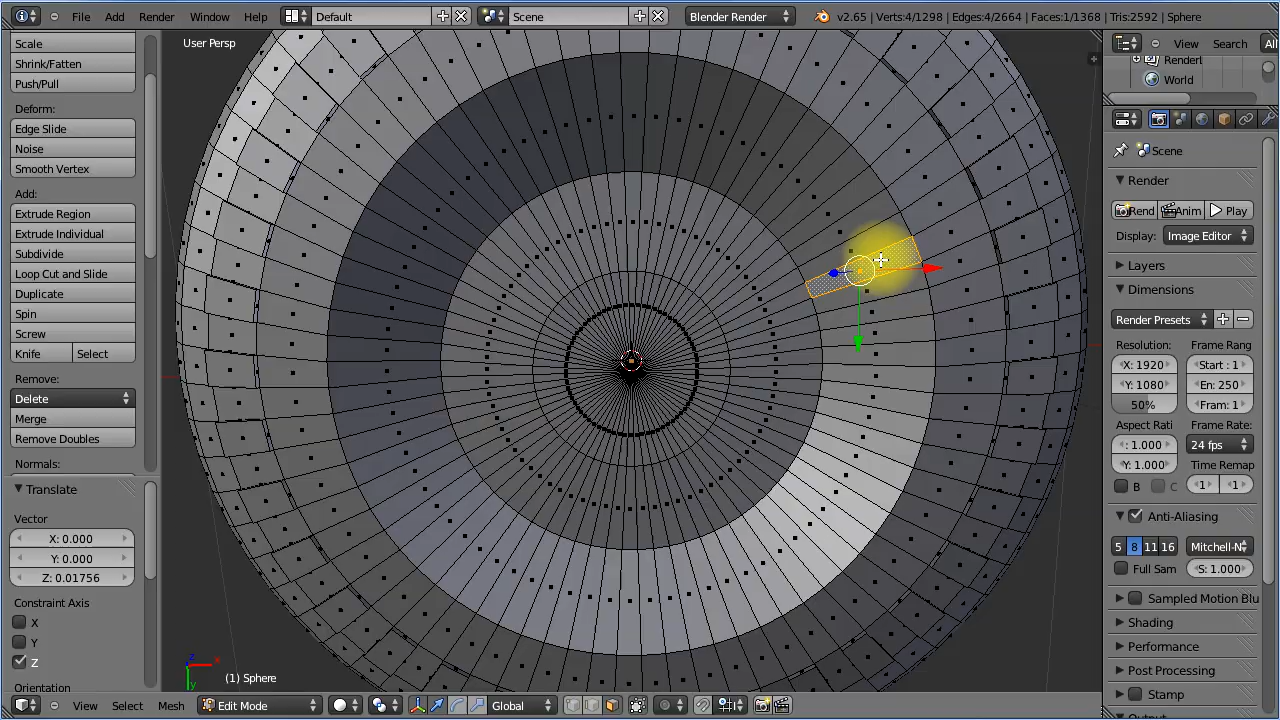 File Add Render Window Help Default Scene Blender Render v2.65 | Verts:4/1298 | Edges:4/2664 | Faces:1/1368 | Tris:2592 | Sphere
Scale
Shrink/Fatten
Push/Pull
Deform:
Edge Slide
Noise
Smooth Vertex
Add:
Extrude Region
Extrude Individual
Subdivide
Loop Cut and Slide
Duplicate
Spin
Screw
Knife Select
Remove:
Delete
Merge
Remove Doubles
Normals:
Translate
Vector
X: 0.000
Y: 0.000
Z: 0.01756
Constraint Axis
X
Y
Z
Orientation
User Persp
z x
y
(1) Sphere
View Select Mesh Edit Mode Global
View Search All
Renderl
World
Scene
Render
Rend Anim Play
Display: Image Editor
Layers
Dimensions
Render Presets
Resolution: Frame Rang
X: 1920 Start : 1
Y: 1080 En: 250
50% Fram: 1
Aspect Rati Frame Rate:
: 1.000 24 fps
Y: 1.000 Time Remap
B C 1 1
Anti-Aliasing
5 8 11 16 Mitchell-N
Full Sam S: 1.000
Sampled Motion Blu
Shading
Performance
Post Processing
Stamp